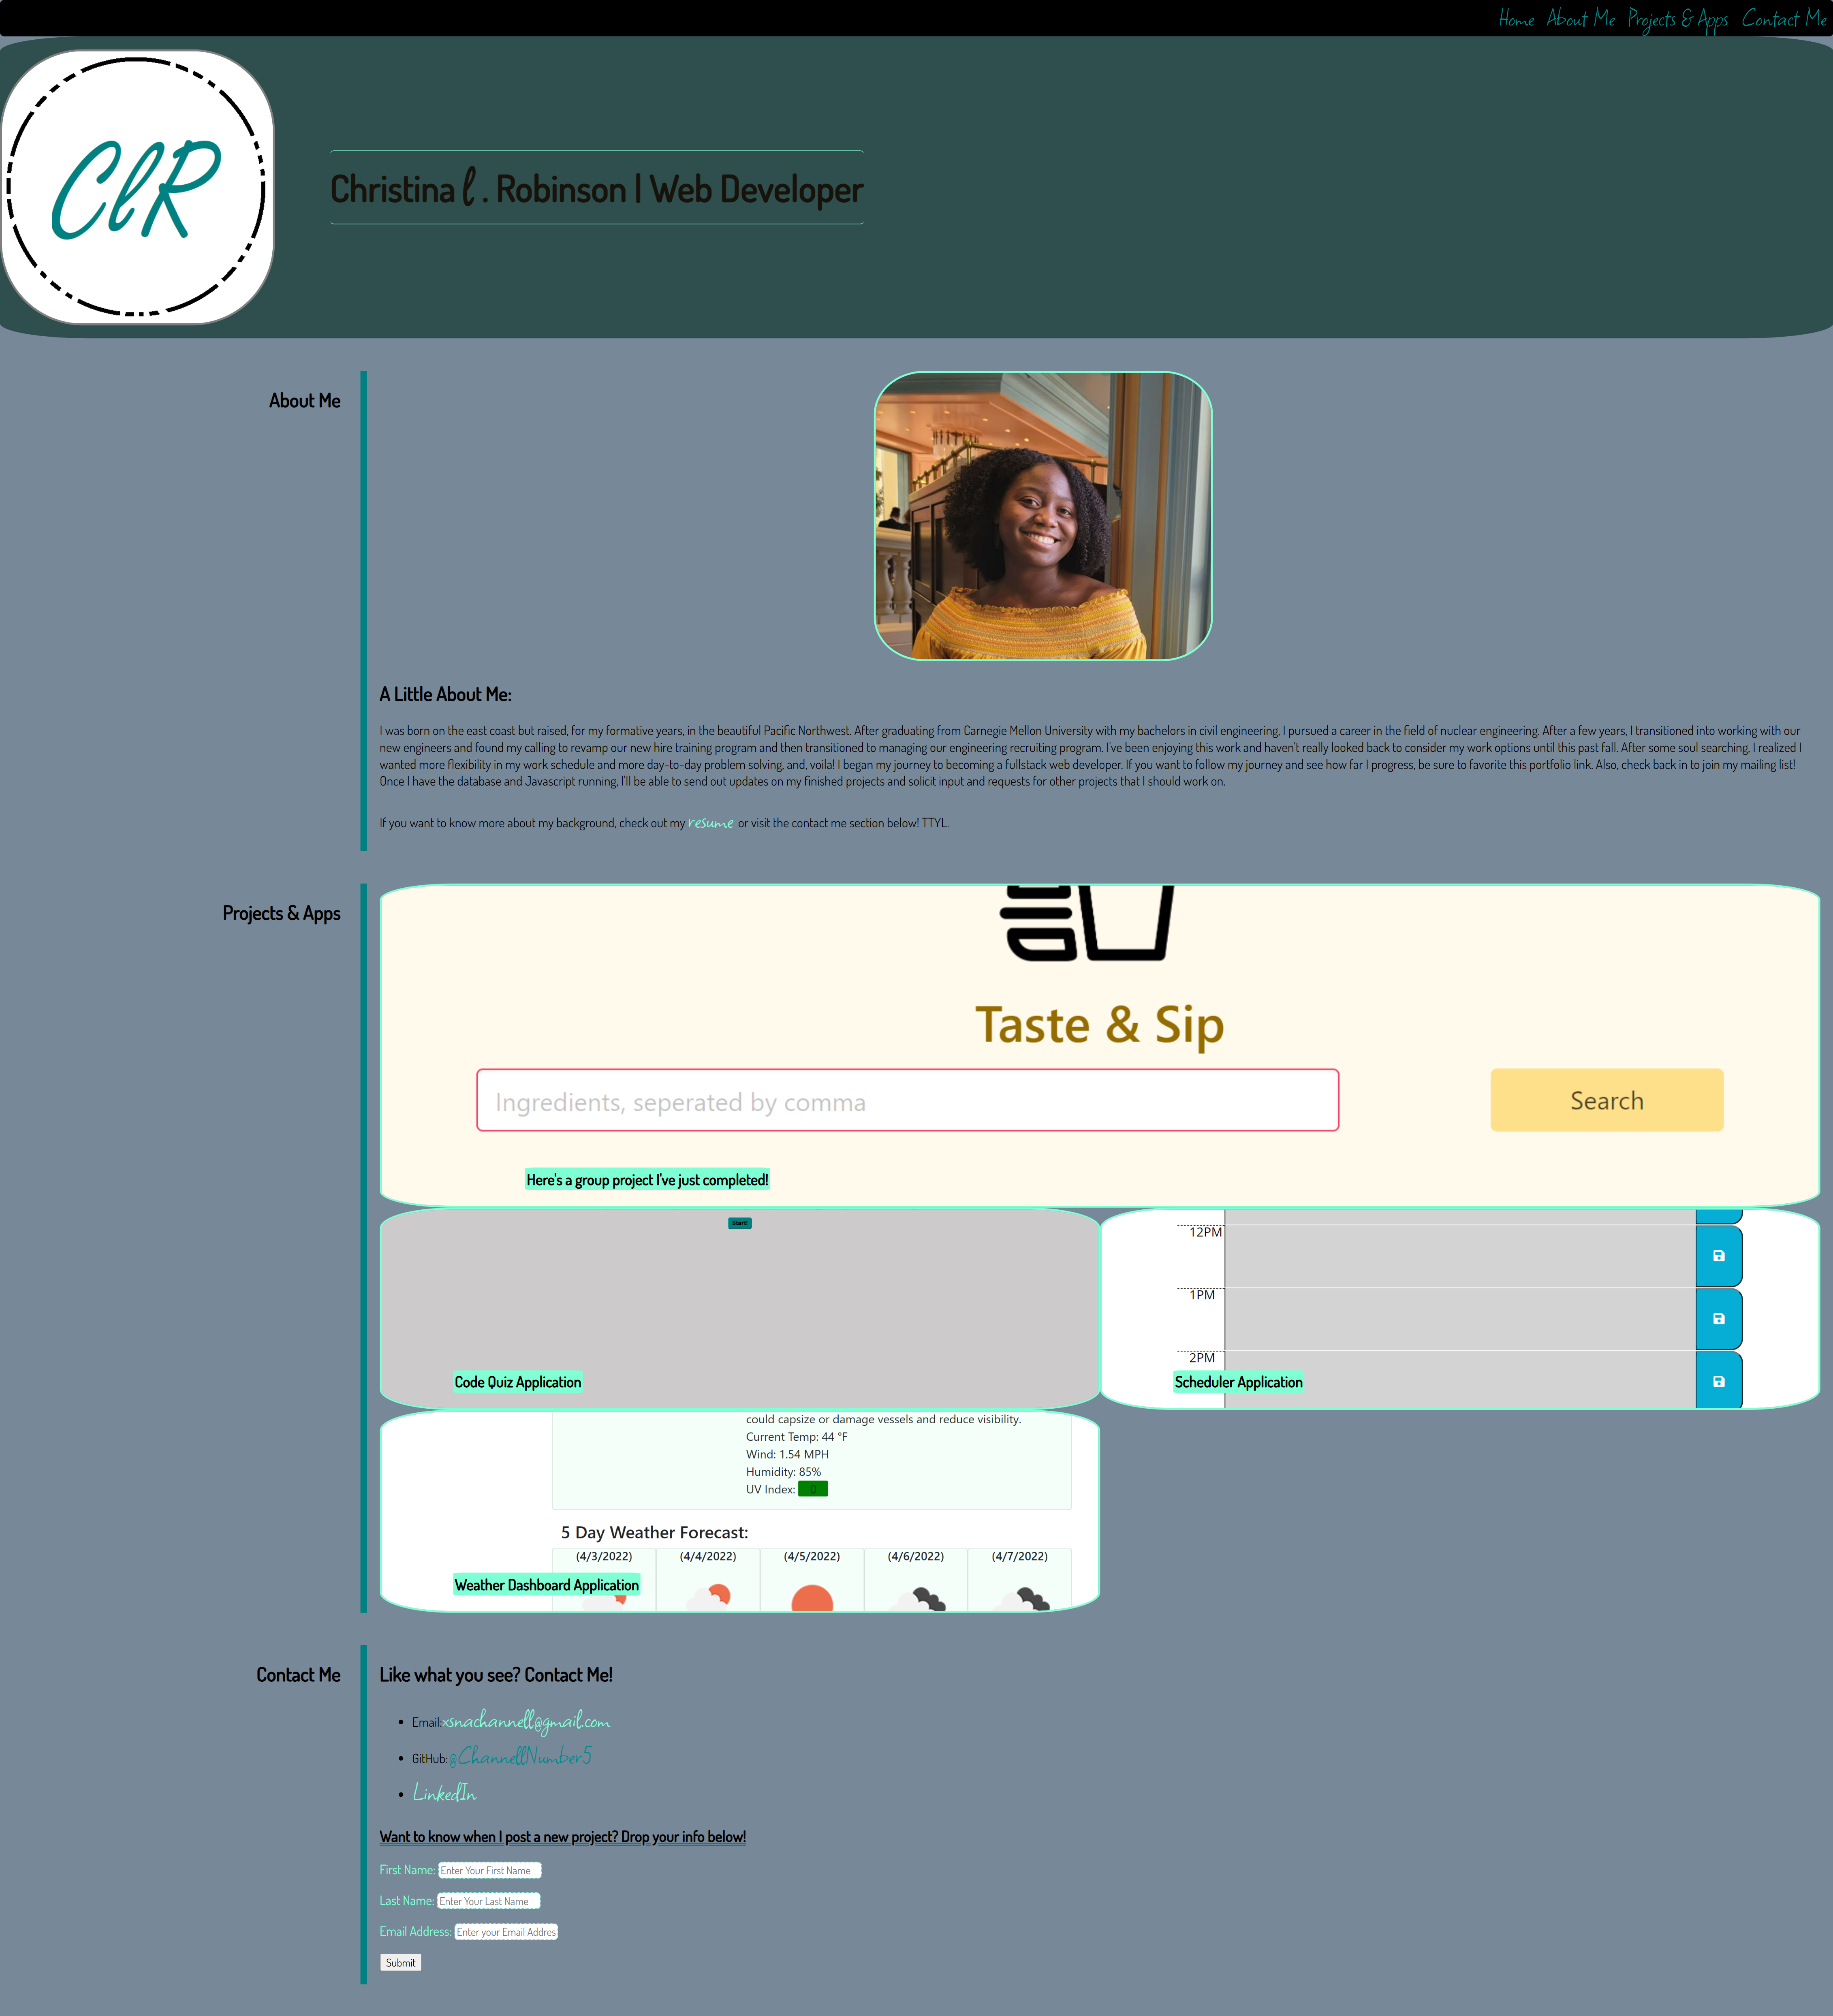 Home About Me Projects & Apps Contact Me
ClR
Christina l. Robinson | Web Developer
About Me
A Little About Me:
I was born on the east coast but raised, for my formative years, in the beautiful Pacific Northwest. After graduating from Carnegie Mellon University with my bachelors in civil engineering, I pursued a career in the field of nuclear engineering. After a few years, I transitioned into working with our
new engineers and found my calling to revamp our new hire training program and then transitioned to managing our engineering recruiting program. I've been enjoying this work and haven't really looked back to consider my work options until this past fall. After some soul searching, I realized I
wanted more flexibility in my work schedule and more day-to-day problem solving, and, voila! I began my journey to becoming a fullstack web developer. If you want to follow my journey and see how far I progress, be sure to favorite this portfolio link. Also, check back in to join my mailing list!
Once I have the database and Javascript running, I'll be able to send out updates on my finished projects and solicit input and requests for other projects that I should work on.
If you want to know more about my background, check out my resume or visit the contact me section below! TTYL.
Projects & Apps
Taste & Sip
Ingredients, seperated by comma
Search
Here's a group project I've just completed!
Start!
Code Quiz Application
12PM
1PM
2PM
Scheduler Application
could capsize or damage vessels and reduce visibility.
Current Temp: 44 °F
Wind: 1.54 MPH
Humidity: 85%
UV Index: 0
5 Day Weather Forecast:
(4/3/2022) (4/4/2022) (4/5/2022) (4/6/2022) (4/7/2022)
Weather Dashboard Application
Contact Me
Like what you see? Contact Me!
Email:xsnachannell@gmail.com
GitHub:@ChannellNumber5
LinkedIn
Want to know when I post a new project? Drop your info below!
First Name: Enter Your First Name
Last Name: Enter Your Last Name
Email Address: Enter your Email Addres
Submit